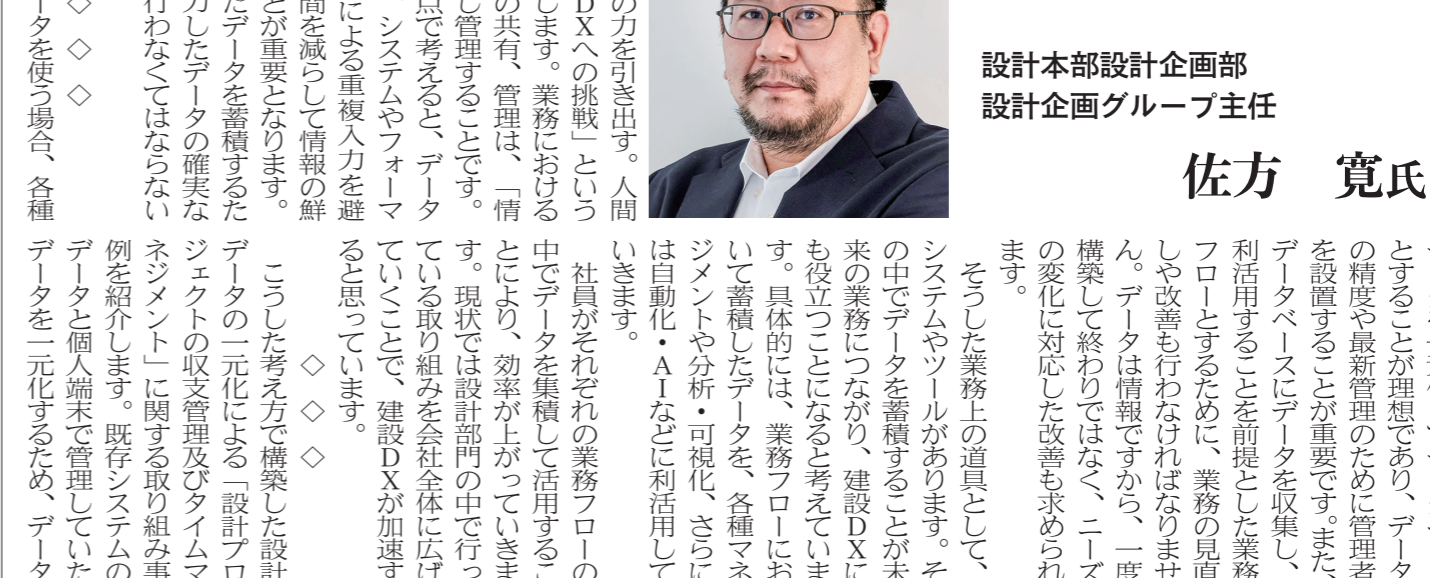 設計本部設計企画部
設計企画グループ主任
佐方　寛氏
の力を引き出す。人間
DXへの挑戦」という
します。業務における
の共有、管理は、「情
し管理することです。
点で考えると、データ
、システムやフォーマ
による重複入力を避
間を減らして情報の鮮
とが重要となります。
たデータを蓄積するた
力したデータの確実な
行わなくてはならない
◇　◇　◇
ータを使う場合、各種
とすることが理想であり、データ
の精度や最新管理のために管理者
を設置することが重要です。また、
データベースにデータを収集し、
利活用することを前提とした業務
フローとするために、業務の見直
しや改善も行わなければなりませ
ん。データは情報ですから、一度
構築して終わりではなく、ニーズ
の変化に対応した改善も求められ
ます。
　そうした業務上の道具として、
システムやツールがあります。そ
の中でデータを蓄積することが未
来の業務につながり、建設DXに
も役立つことになると考えていま
す。具体的には、業務フローにお
いて蓄積したデータを、各種マネ
ジメントや分析・可視化、さらに
は自動化・AIなどに利活用して
いきます。
　社員がそれぞれの業務フローの
中でデータを集積して活用するこ
とにより、効率が上がっていきま
す。現状では設計部門の中で行っ
ている取り組みを会社全体に広げ
ていくことで、建設DXが加速す
ると思っています。
◇　◇　◇
　こうした考え方で構築した設計
データの一元化による「設計プロ
ジェクトの収支管理及びタイムマ
ネジメント」に関する取り組み事
例を紹介します。既存システムの
データと個人端末で管理していた
データを一元化するため、データ